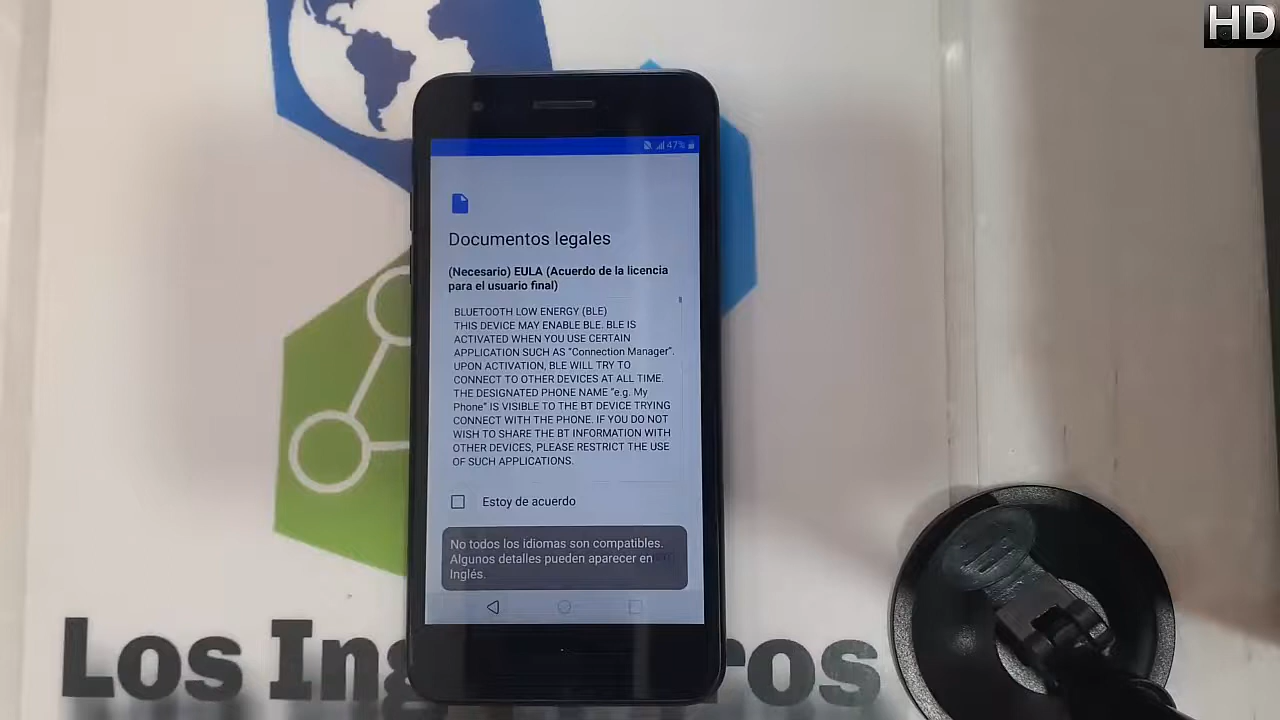 HD
47%
Documentos legales
(Necesario) EULA (Acuerdo de la licencia
para el usuario final)
BLUETOOTH LOW ENERGY (BLE)
THIS DEVICE MAY ENABLE BLE. BLE IS
ACTIVATED WHEN YOU USE CERTAIN
APPLICATION SUCH AS “Connection Manager”.
UPON ACTIVATION, BLE WILL TRY TO
CONNECT TO OTHER DEVICES AT ALL TIME.
THE DESIGNATED PHONE NAME “e.g. My
Phone” IS VISIBLE TO THE BT DEVICE TRYING
CONNECT WITH THE PHONE. IF YOU DO NOT
WISH TO SHARE THE BT INFORMATION WITH
OTHER DEVICES, PLEASE RESTRICT THE USE
OF SUCH APPLICATIONS.
Estoy de acuerdo
No todos los idiomas son compatibles.
Algunos detalles pueden aparecer en
Inglés.
Los Ing ros